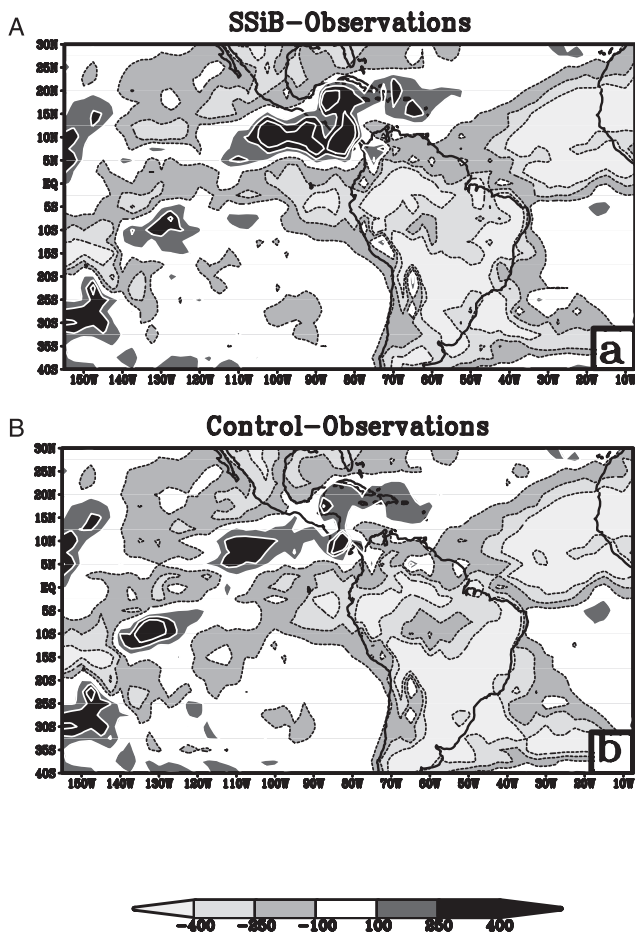 A
SSiB-Observations
30N
25N
20N
15N
10N
5N
EQ
5S
10S
15S
20S
25S
30S
35S
40S
a
150W 140W 130W 120W 110W 100W 90W 80W 70W 60W 50W 40W 30W 20W 10W
B
Control-Observations
30N
25N
20N
15N
10N
5N
EQ
5S
10S
15S
20S
25S
30S
35S
40S
b
150W 140W 130W 120W 110W 100W 90W 80W 70W 60W 50W 40W 30W 20W 10W
-400 -250 -100 100 250 400